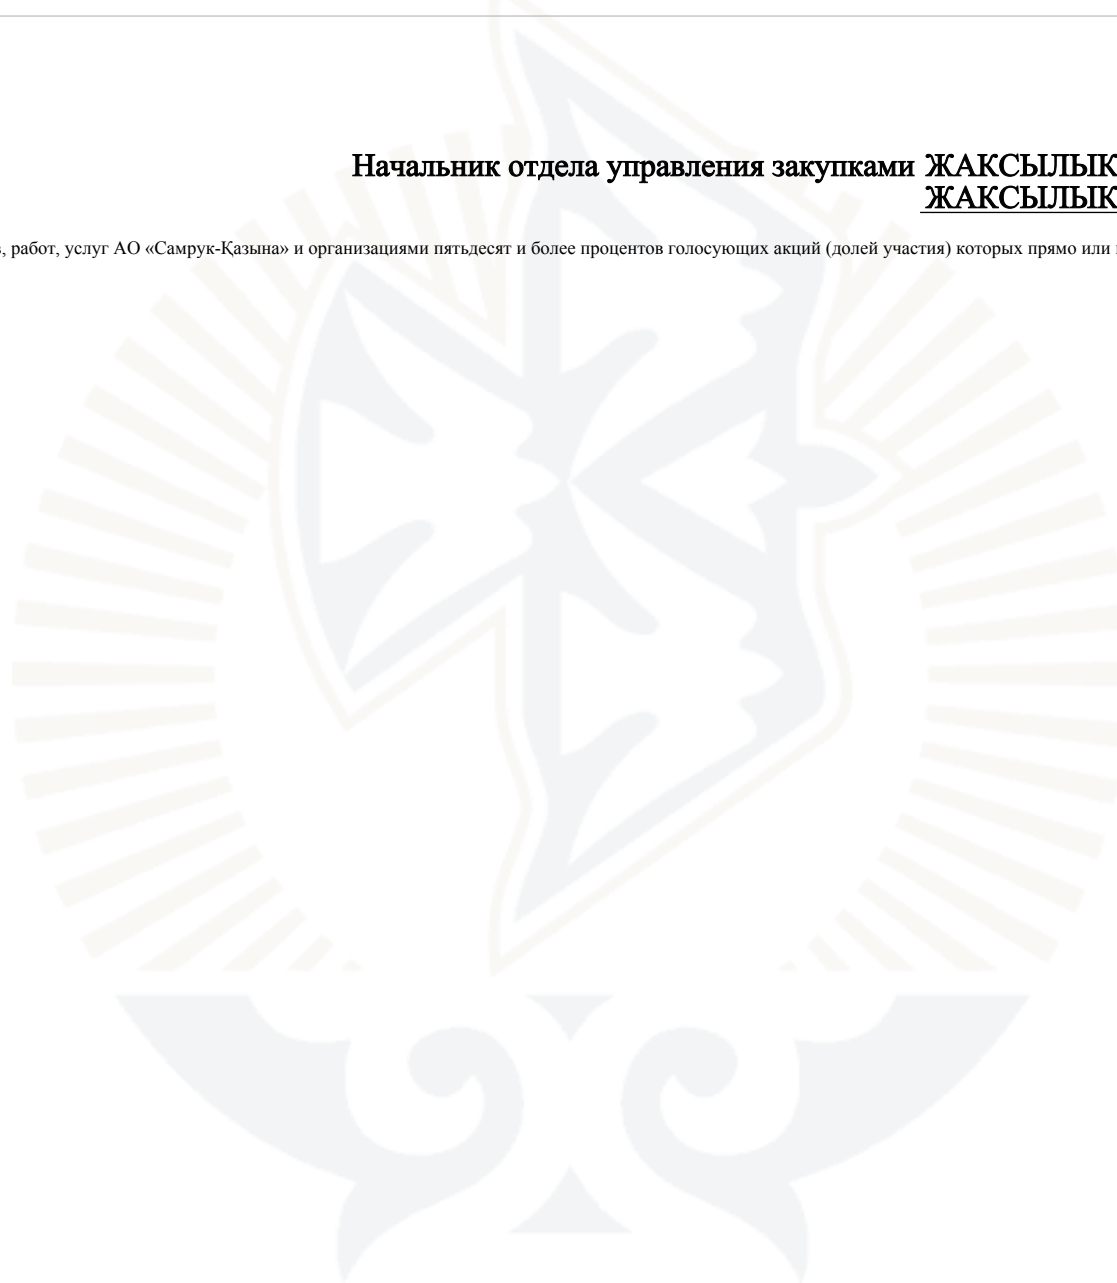 Начальник отдела управления закупками ЖАКСЫЛЫК
ЖАКСЫЛЫК
, работ, услуг АО «Самрук-Қазына» и организациями пятьдесят и более процентов голосующих акций (долей участия) которых прямо или